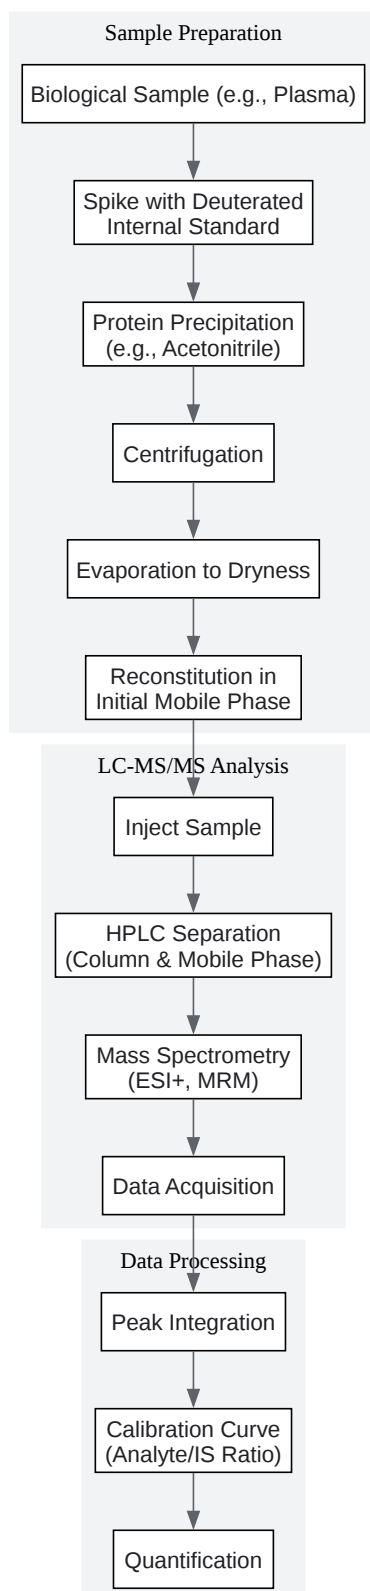 Sample Preparation
Biological Sample (e.g., Plasma)
Spike with Deuterated
Internal Standard
Protein Precipitation
(e.g., Acetonitrile)
Centrifugation
Evaporation to Dryness
Reconstitution in
Initial Mobile Phase
LC-MS/MS Analysis
Inject Sample
HPLC Separation
(Column & Mobile Phase)
Mass Spectrometry
(ESI+, MRM)
Data Acquisition
Data Processing
Peak Integration
Calibration Curve
(Analyte/IS Ratio)
Quantification